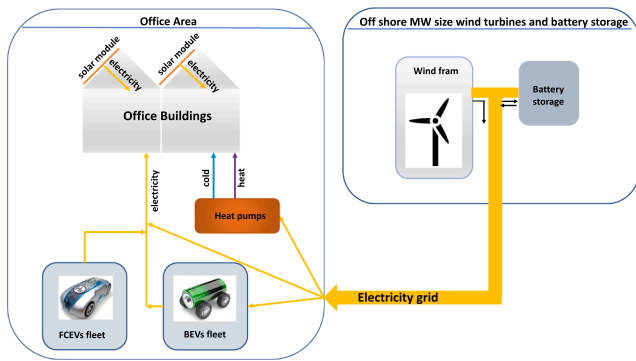 Office Area
Off shore MW size wind turbines and battery storage
solar module
electricity
solar module
electricity
Office Buildings
Wind fram
Battery
storage
electricity
cold
heat
Heat pumps
Electricity grid
FCEVs fleet
BEVs fleet